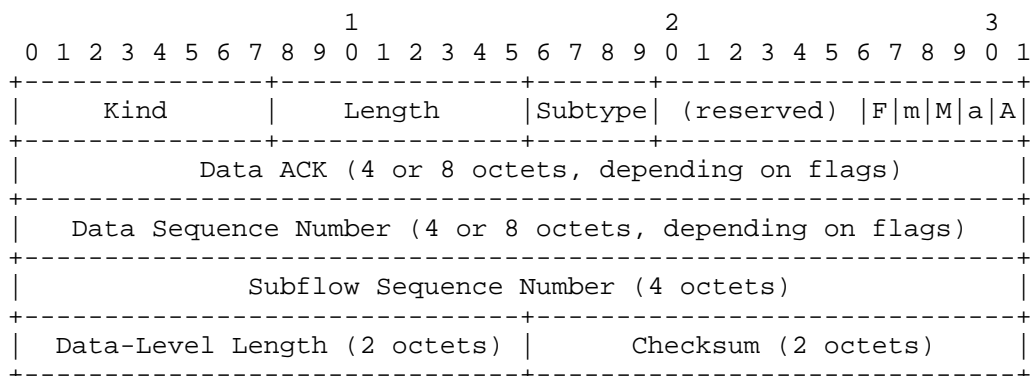 1                   2                   3
 0 1 2 3 4 5 6 7 8 9 0 1 2 3 4 5 6 7 8 9 0 1 2 3 4 5 6 7 8 9 0 1
+---------------+---------------+-------+----------------------+
|     Kind      |    Length     |Subtype| (reserved) |F|m|M|a|A|
+---------------+---------------+-------+----------------------+
|           Data ACK (4 or 8 octets, depending on flags)       |
+--------------------------------------------------------------+
|   Data Sequence Number (4 or 8 octets, depending on flags)   |
+--------------------------------------------------------------+
|              Subflow Sequence Number (4 octets)              |
+-------------------------------+------------------------------+
|  Data-Level Length (2 octets) |      Checksum (2 octets)     |
+-------------------------------+------------------------------+